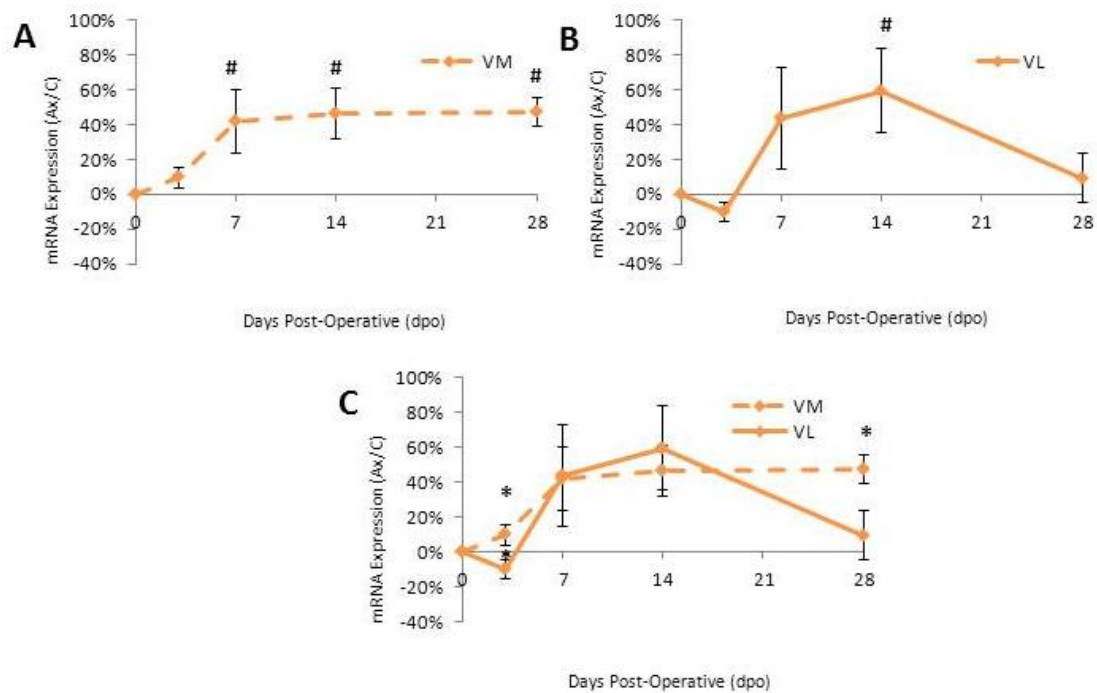 A
mRNA Expression (Ax/C)
100%
80%
60%
40%
20%
0%
-20%
-40%
# # #
VM
0 7 14 21 28
Days Post-Operative (dpo)
B
mRNA Expression (Ax/C)
100%
80%
60%
40%
20%
0%
-20%
-40%
#
VL
0 7 14 21 28
Days Post-Operative (dpo)
C
mRNA Expression (Ax/C)
100%
80%
60%
40%
20%
0%
-20%
-40%
VM
VL
*
*
*
0 7 14 21 28
Days Post-Operative (dpo)